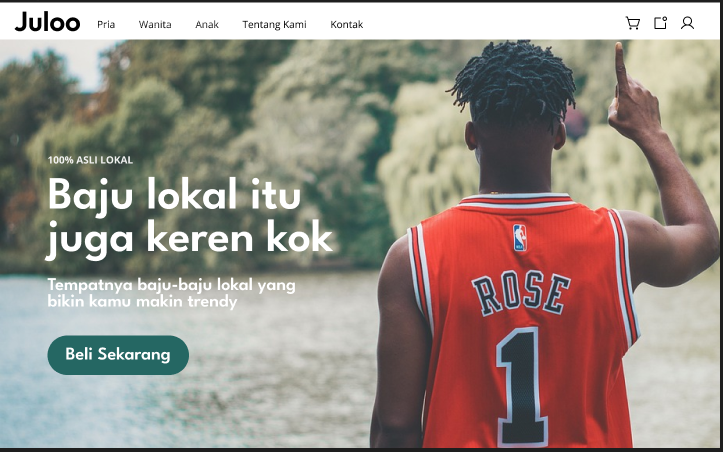 Juloo
Pria Wanita Anak Tentang Kami Kontak
100% ASLI LOKAL
Baju lokal itu
juga keren kok
Tempatnya baju-baju lokal yang
bikin kamu makin trendy
Beli Sekarang
ROSE
1